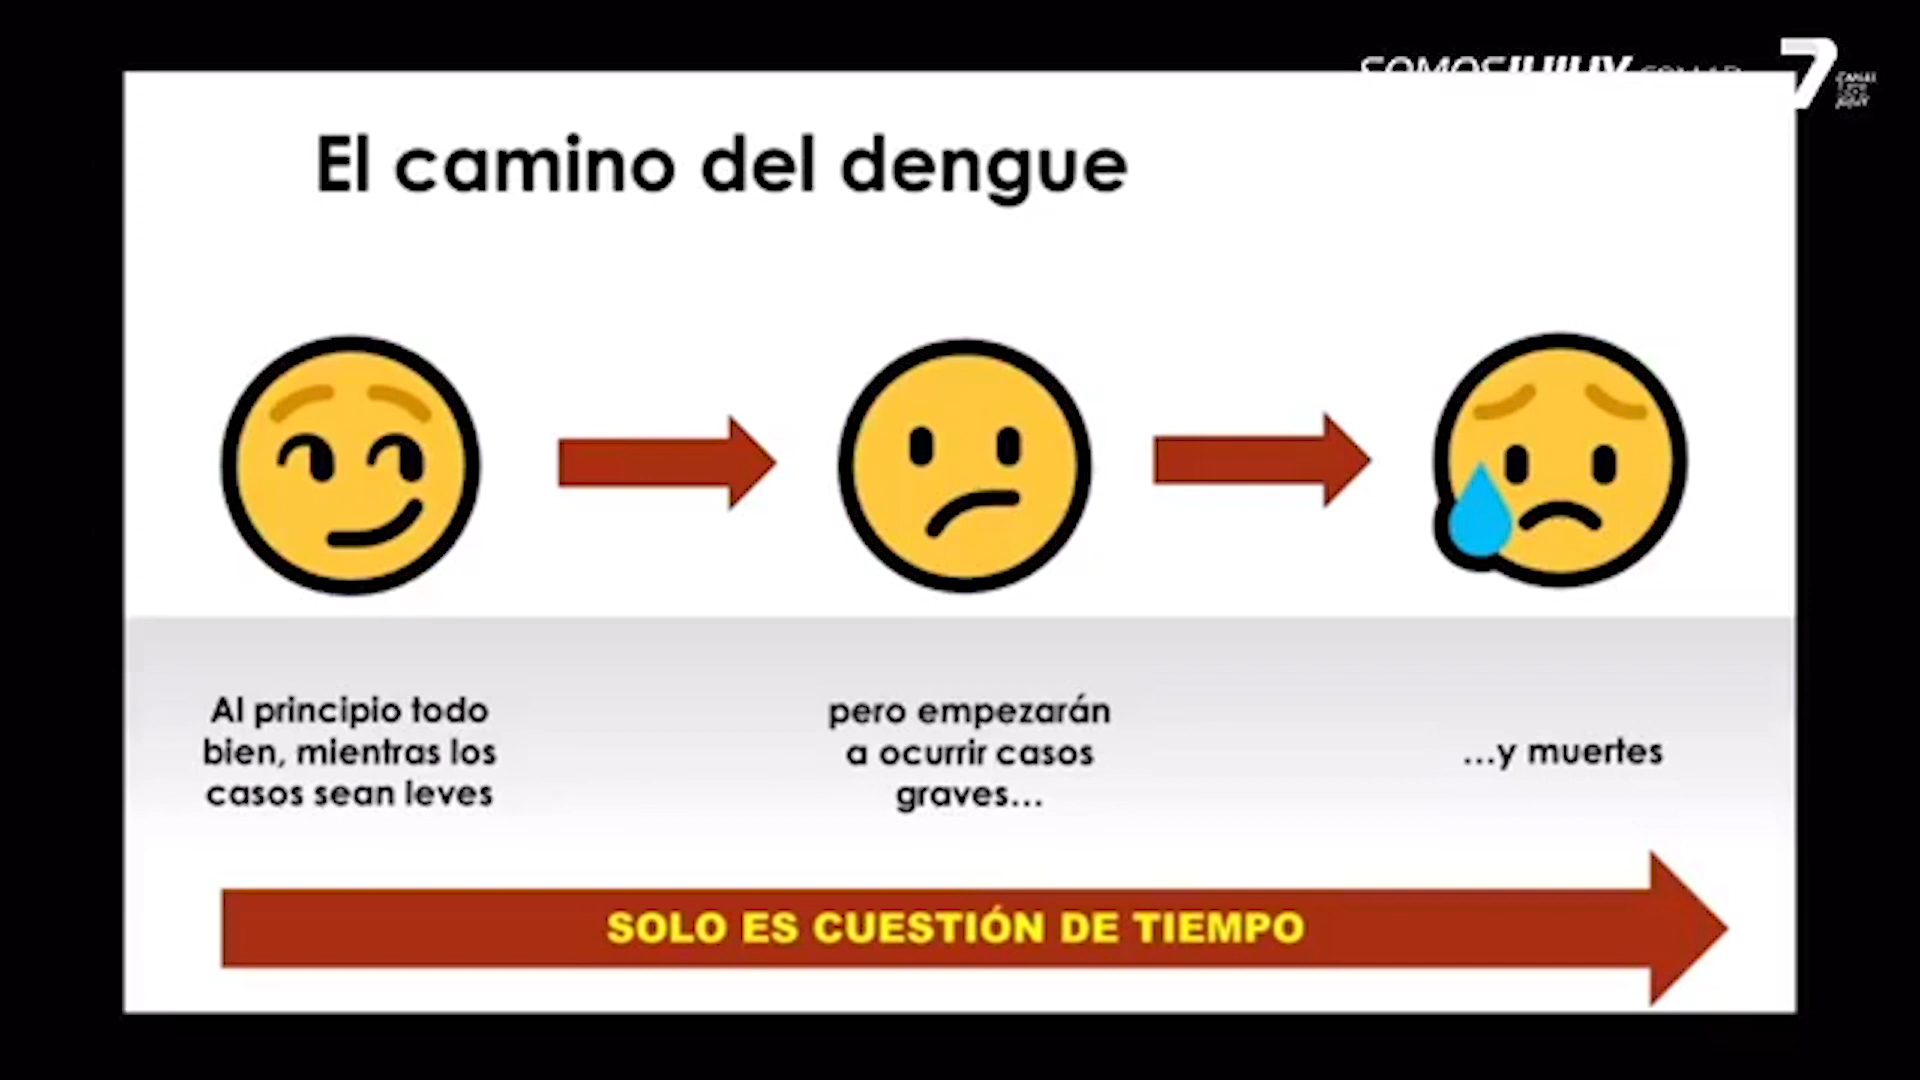 7
El camino del dengue
Al principio todo
bien, mientras los
casos sean leves
pero empezarán
a ocurrir casos
graves...
...y muertes
SOLO ES CUESTIÓN DE TIEMPO